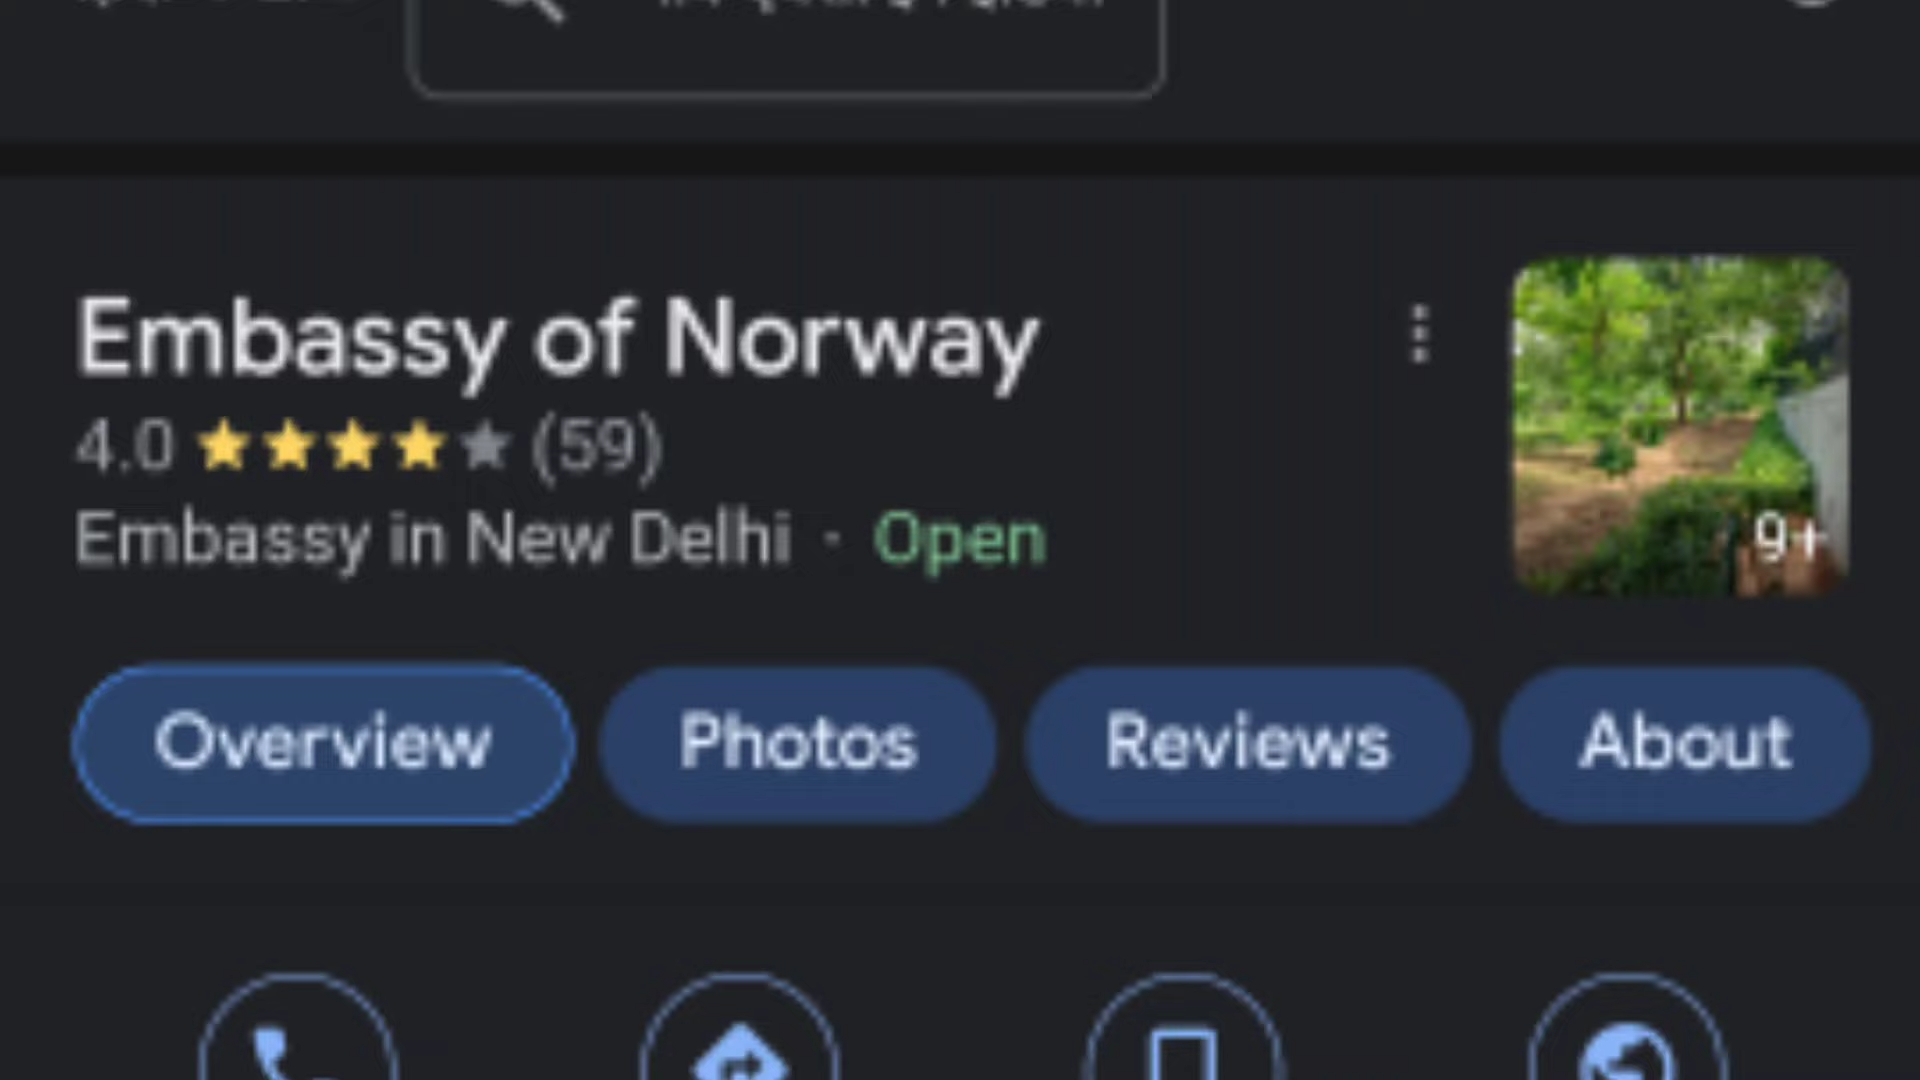 Embassy of Norway
4.0 (59)
Embassy in New Delhi · Open
9+
Overview
Photos
Reviews
About